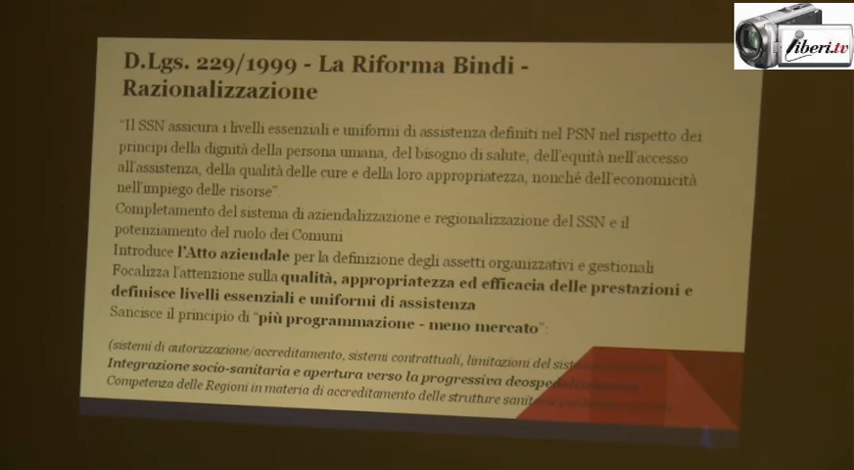 D.Lgs. 229/1999 - La Riforma Bindi -
Razionalizzazione
"Il SSN assicura i livelli essenziali e uniformi di assistenza definiti nel PSN nel rispetto dei
principi della dignità della persona umana, del bisogno di salute, dell'equità nell'accesso
all'assistenza, della qualità delle cure e della loro appropriatezza, nonché dell'economicità
nell'impiego delle risorse".
Completamento del sistema di aziendalizzazione e regionalizzazione del SSN e il
potenziamento del ruolo dei Comuni
Introduce l'Atto aziendale per la definizione degli assetti organizzativi e gestionali
Focalizza l'attenzione sulla qualità, appropriatezza ed efficacia delle prestazioni e
definisce livelli essenziali e uniformi di assistenza
Sancisce il principio di "più programmazione - meno mercato":
(sistemi di autorizzazione/accreditamento, sistemi contrattuali, limitazioni del
Integrazione socio-sanitaria e apertura verso la progressiva
Competenza delle Regioni in materia di accreditamento delle strutture
liberi.tv